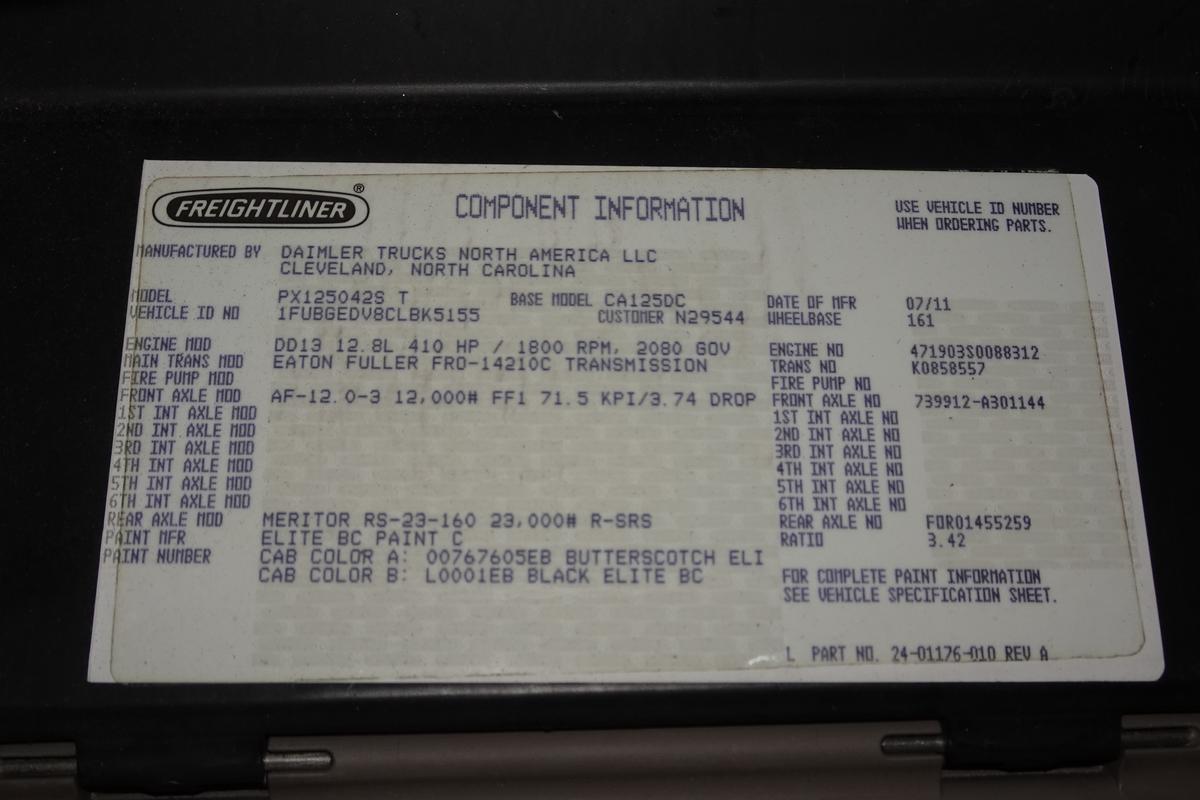 FREIGHTLINER®
COMPONENT INFORMATION
USE VEHICLE ID NUMBER
WHEN ORDERING PARTS.
MANUFACTURED BY DAIMLER TRUCKS NORTH AMERICA LLC
CLEVELAND, NORTH CAROLINA
MODEL PX125042S T BASE MODEL CA125DC DATE OF MFR 07/11
VEHICLE ID NO 1FUBGEDV8CLBK5155 CUSTOMER N29544 WHEELBASE 161
ENGINE MOD DD13 12.8L 410 HP / 1800 RPM, 2080 GOV ENGINE NO 471903S0088312
MAIN TRANS MOD EATON FULLER FRO-14210C TRANSMISSION TRANS NO K0858557
FIRE PUMP MOD FIRE PUMP NO
FRONT AXLE MOD AF-12.0-3 12,000# FF1 71.5 KPI/3.74 DROP FRONT AXLE NO 739912-A301144
1ST INT AXLE MOD 1ST INT AXLE NO
2ND INT AXLE MOD 2ND INT AXLE NO
3RD INT AXLE MOD 3RD INT AXLE NO
4TH INT AXLE MOD 4TH INT AXLE NO
5TH INT AXLE MOD 5TH INT AXLE NO
6TH INT AXLE MOD 6TH INT AXLE NO
REAR AXLE MOD MERITOR RS-23-160 23,000# R-SRS REAR AXLE NO FOR01455259
PAINT MFR ELITE BC PAINT C RATIO 3.42
PAINT NUMBER CAB COLOR A: 00767605EB BUTTERSCOTCH ELI
CAB COLOR B: L0001EB BLACK ELITE BC
FOR COMPLETE PAINT INFORMATION
SEE VEHICLE SPECIFICATION SHEET.
L PART NO. 24-01176-010 REV A